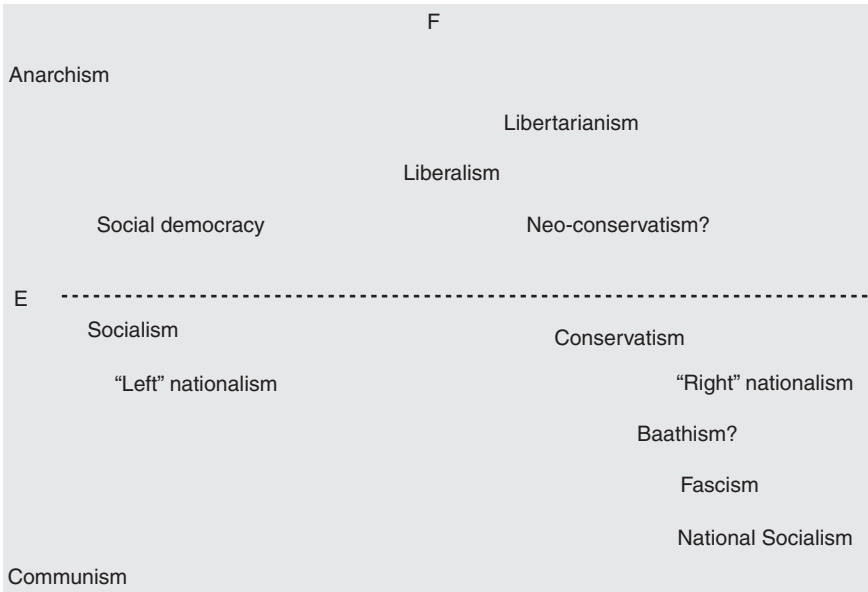 F
Anarchism
Libertarianism
Liberalism
Social democracy
Neo-conservatism?
E
Socialism
Conservatism
“Left” nationalism
“Right” nationalism
Baathism?
Fascism
National Socialism
Communism